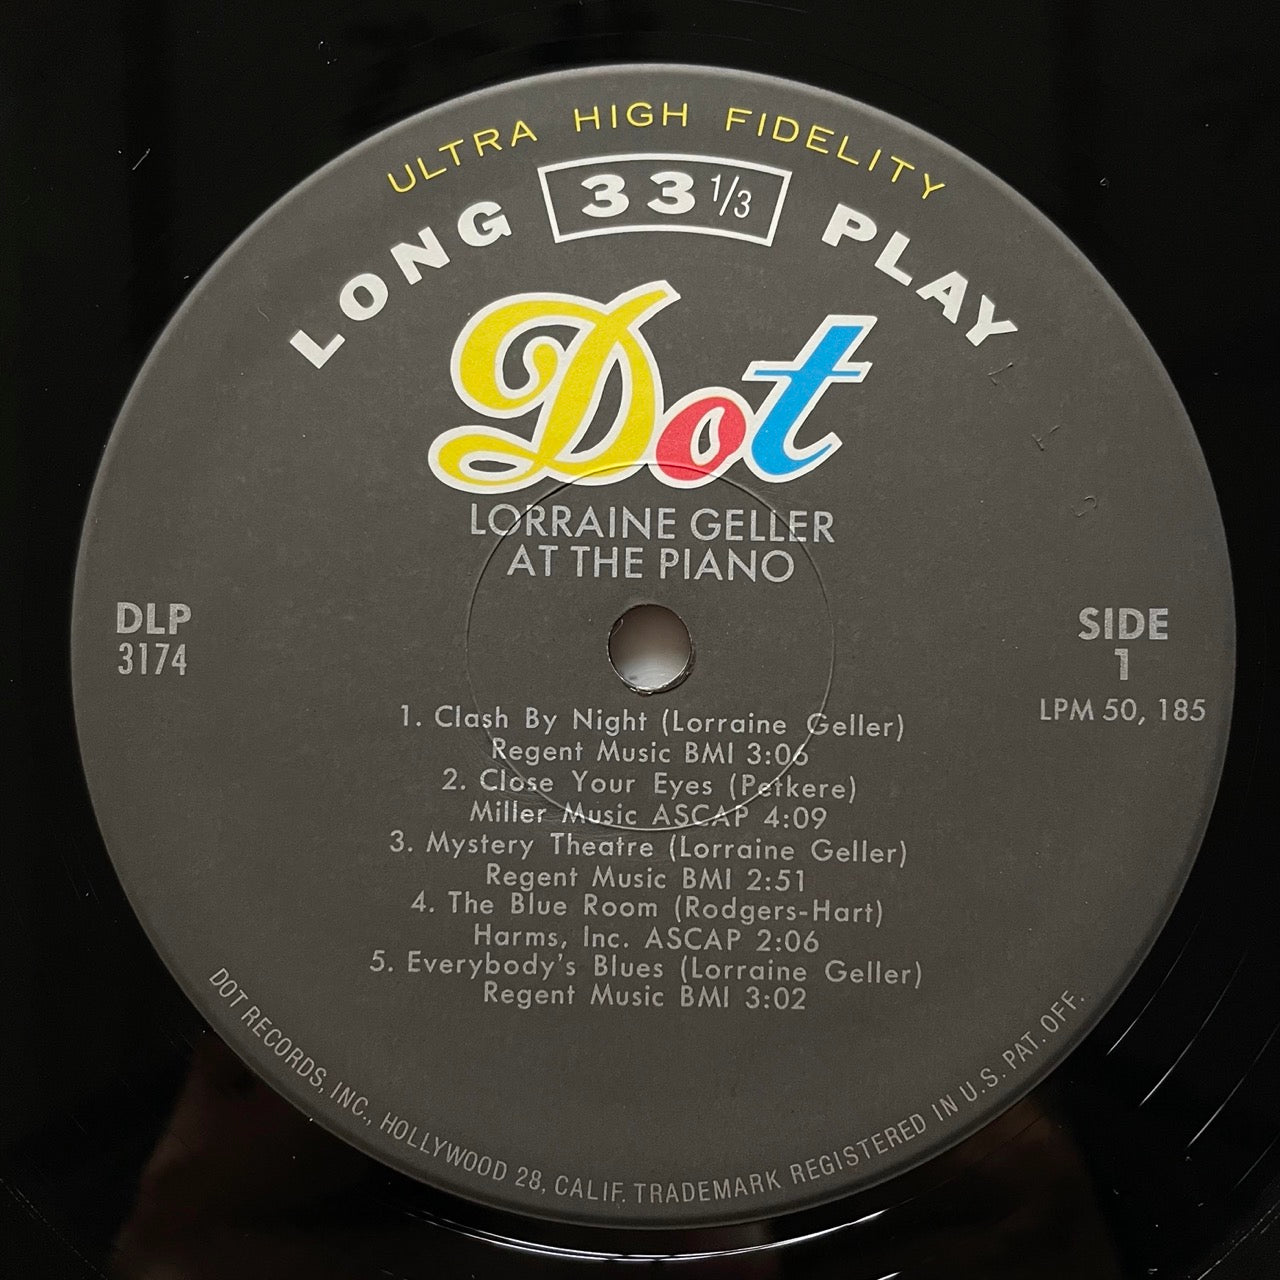 ULTRA HIGH FIDELITY
LONG 33 1/3 PLAY
Dot
LORRAINE GELLER
AT THE PIANO
DLP
3174
SIDE
1
LPM 50, 185
1. Clash By Night (Lorraine Geller)
Regent Music BMI 3:06
2. Close Your Eyes (Petkere)
Miller Music ASCAP 4:09
3. Mystery Theatre (Lorraine Geller)
Regent Music BMI 2:51
4. The Blue Room (Rodgers-Hart)
Harms, Inc. ASCAP 2:06
5. Everybody's Blues (Lorraine Geller)
Regent Music BMI 3:02
DOT RECORDS, INC., HOLLYWOOD 28, CALIF. TRADEMARK REGISTERED IN U.S. PAT. OFF.